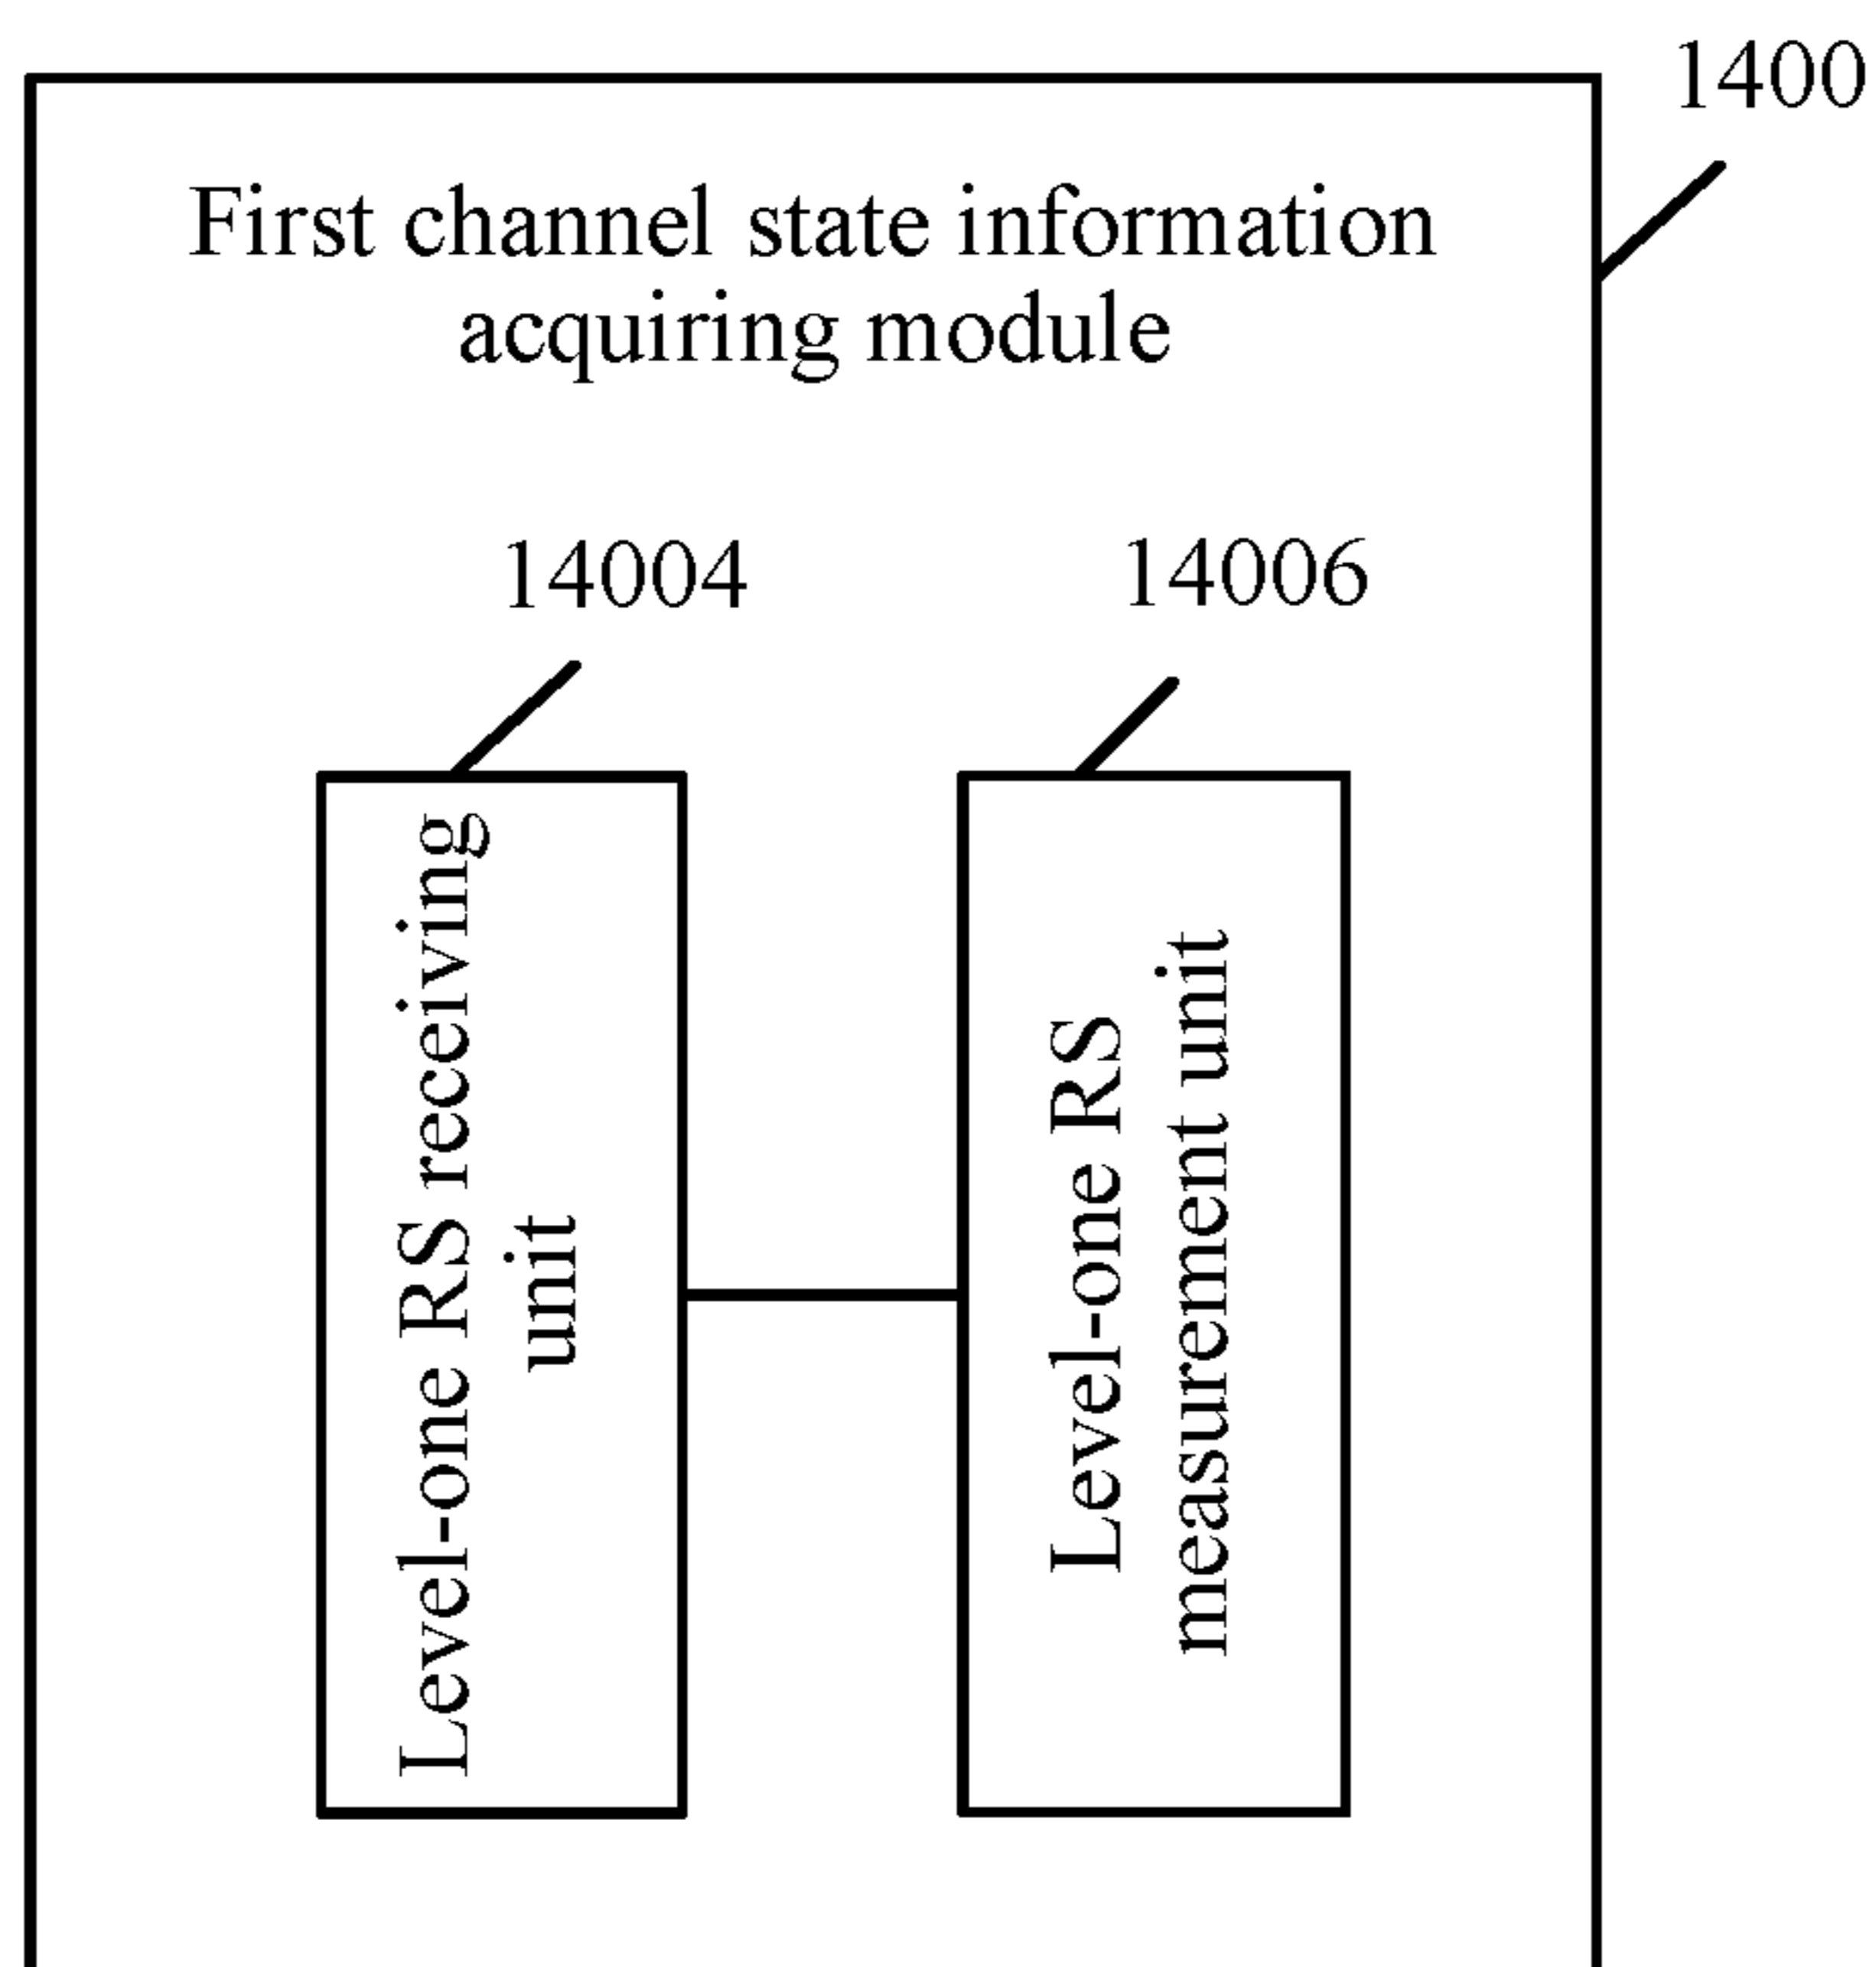 1400
First channel state information
acquiring module
14004
14006
Level-one RS receiving
unit
Level-one RS
measurement unit